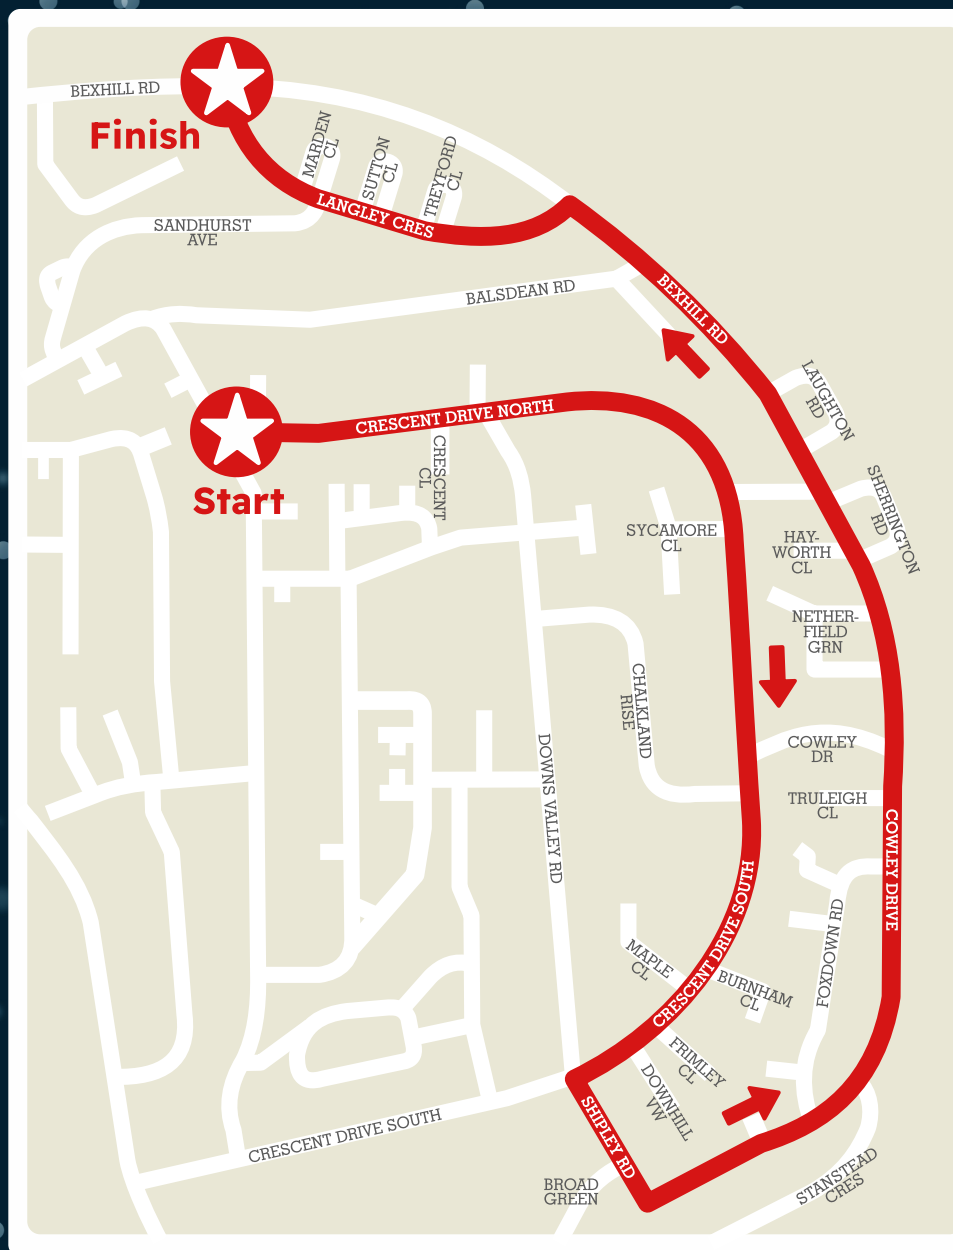 BEXHILL RD
Finish
MARDEN
CL
SUTTON
CL
TREYFORD
CL
LANGLEY CRES
SANDHURST
AVE
BALSDEAN RD
BEXHILL RD
LAUGHTON
RD
CRESCENT DRIVE NORTH
Start
CRESCENT
CL
SHERRINGTON
RD
SYCAMORE
CL
HAY-
WORTH
CL
NETHER-
FIELD
GRN
CHALKLAND
RISE
COWLEY
DR
DOWNS VALLEY RD
TRULEIGH
CL
COWLEY DRIVE
CRESCENT DRIVE SOUTH
FOXDOWN RD
MAPLE
CL
BURNHAM
CL
FRIMLEY
CL
DOWNHILL
VW
SHIPLEY RD
CRESCENT DRIVE SOUTH
BROAD
GREEN
STANSTEAD
CRES